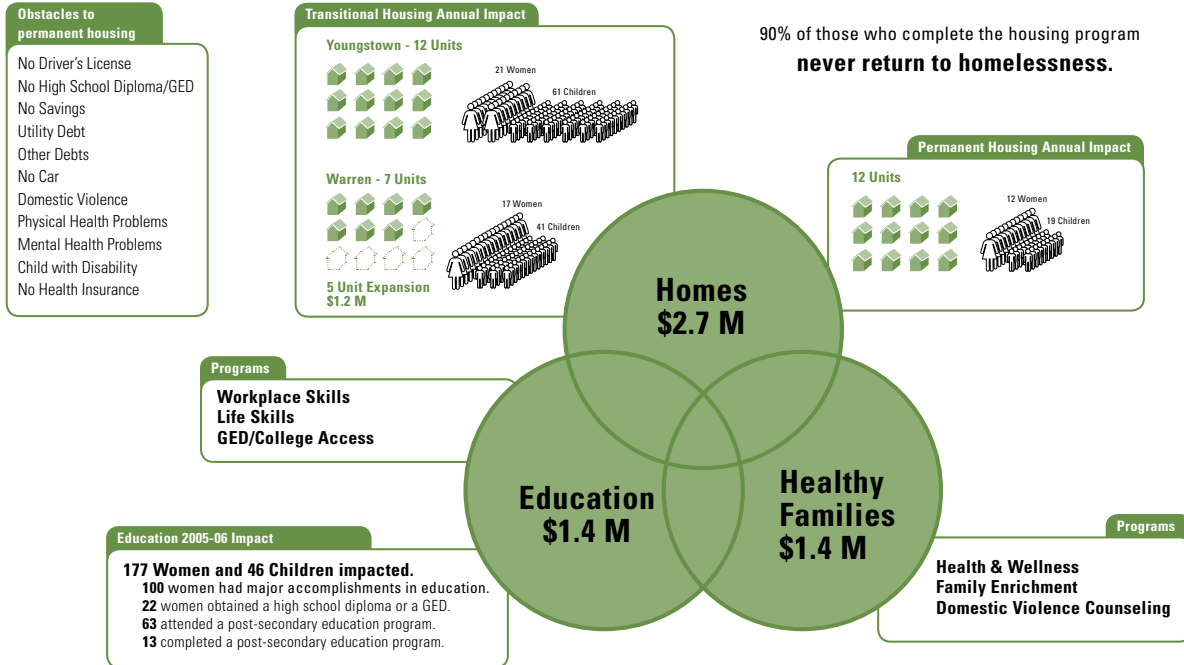 Obstacles to
permanent housing
No Driver's License
No High School Diploma/GED
No Savings
Utility Debt
Other Debts
No Car
Domestic Violence
Physical Health Problems
Mental Health Problems
Child with Disability
No Health Insurance
Transitional Housing Annual Impact
Youngstown - 12 Units
21 Women
61 Children
Warren - 7 Units
17 Women
41 Children
5 Unit Expansion
$1.2 M
90% of those who complete the housing program
never return to homelessness.
Permanent Housing Annual Impact
12 Units
12 Women
19 Children
Homes
$2.7 M
Programs
Workplace Skills
Life Skills
GED/College Access
Education
$1.4 M
Healthy
Families
$1.4 M
Education 2005-06 Impact
177 Women and 46 Children impacted.
100 women had major accomplishments in education.
22 women obtained a high school diploma or a GED.
63 attended a post-secondary education program.
13 completed a post-secondary education program.
Programs
Health & Wellness
Family Enrichment
Domestic Violence Counseling